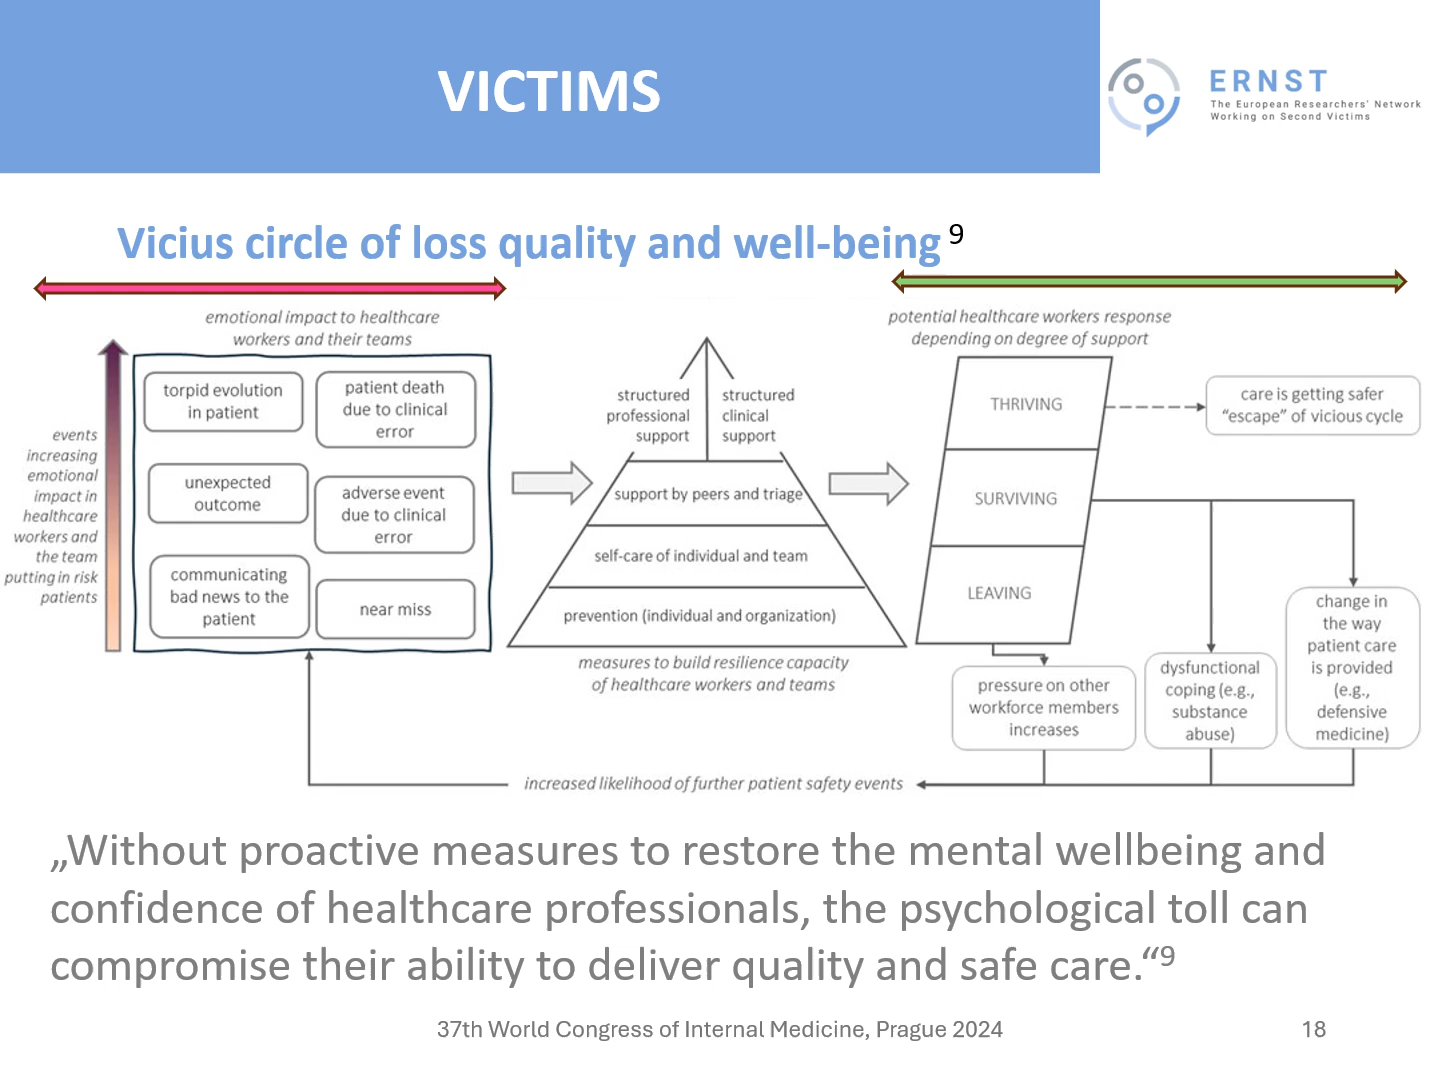 VICTIMS
ERNST
The European Researchers' Network
Working on Second Victims
Vicius circle of loss quality and well-being 9
emotional impact to healthcare
workers and their teams
events
increasing
emotional
impact in
healthcare
workers and
the team
putting in risk
patients
torpid evolution
in patient
patient death
due to clinical
error
unexpected
outcome
adverse event
due to clinical
error
communicating
bad news to the
patient
near miss
structured
professional
support
structured
clinical
support
support by peers and triage
self-care of individual and team
prevention (individual and organization)
measures to build resilience capacity
of healthcare workers and teams
potential healthcare workers response
depending on degree of support
THRIVING
SURVIVING
LEAVING
care is getting safer
“escape” of vicious cycle
pressure on other
workforce members
increases
dysfunctional
coping (e.g.,
substance
abuse)
change in
the way
patient care
is provided
(e.g.,
defensive
medicine)
increased likelihood of further patient safety events
„Without proactive measures to restore the mental wellbeing and
confidence of healthcare professionals, the psychological toll can
compromise their ability to deliver quality and safe care.“9
37th World Congress of Internal Medicine, Prague 2024
18